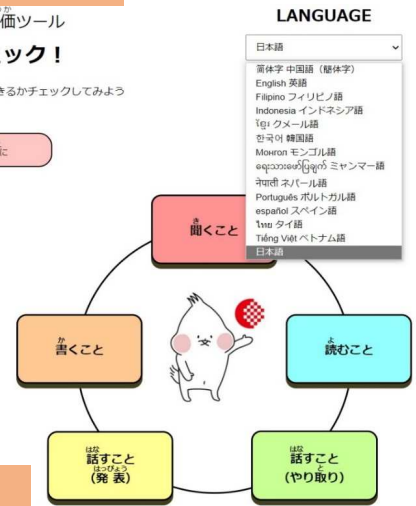 価ツール
ック！
きるかチェックしてみよう
に
LANGUAGE
日本語
简体字 中国語（簡体字）
English 英語
Filipino フィリピノ語
Indonesia インドネシア語
ខ្មែរ クメール語
한국어 韓国語
Монгол モンゴル語
ミャンマー語
नेपाली ネパール語
Português ポルトガル語
español スペイン語
ไทย タイ語
Tiếng Việt ベトナム語
日本語
聞くこと
書くこと
読むこと
話すこと
（発表）
話すこと
（やり取り）